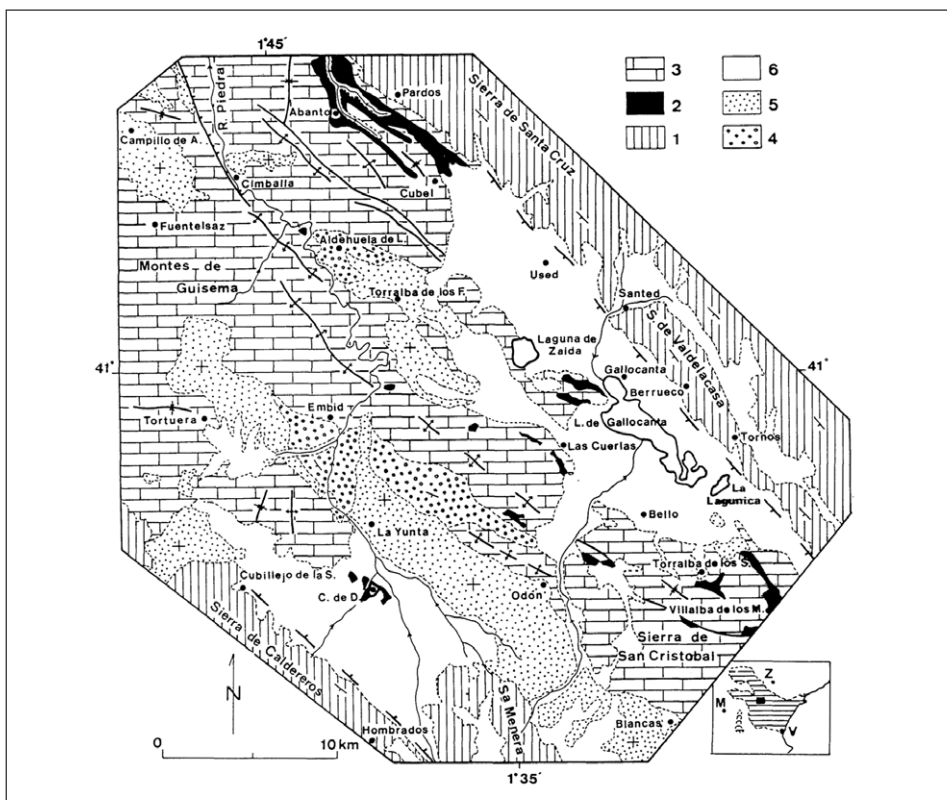 1°45´
3 6
2 5
1 4
R. Piedra
Pardos
Sierra de Santa Cruz
Abanto
Campillo de A.
Cimballa
Cubel
Fuentelsaz
Aldehuela de L.
Used
Montes de
Guisema
Torralba de los F.
Santed
S. de Valdelacasa
Laguna de
Zaida
41°
41°
Gallocanta
Berrueco
Embid
L. de Gallocanta
Tortuera
Las Cuerlas
Tornos
La
Lagunica
Bello
La Yunta
Cubillejo de la S.
Torralba de los S.
C. de D.
Odón
Villalba de los M.
Sierra de Caldereros
Sierra de
San Cristobal
N
Sa Menera
Z
M
V
Blancas
Hombrados
0 10 km
1°35´